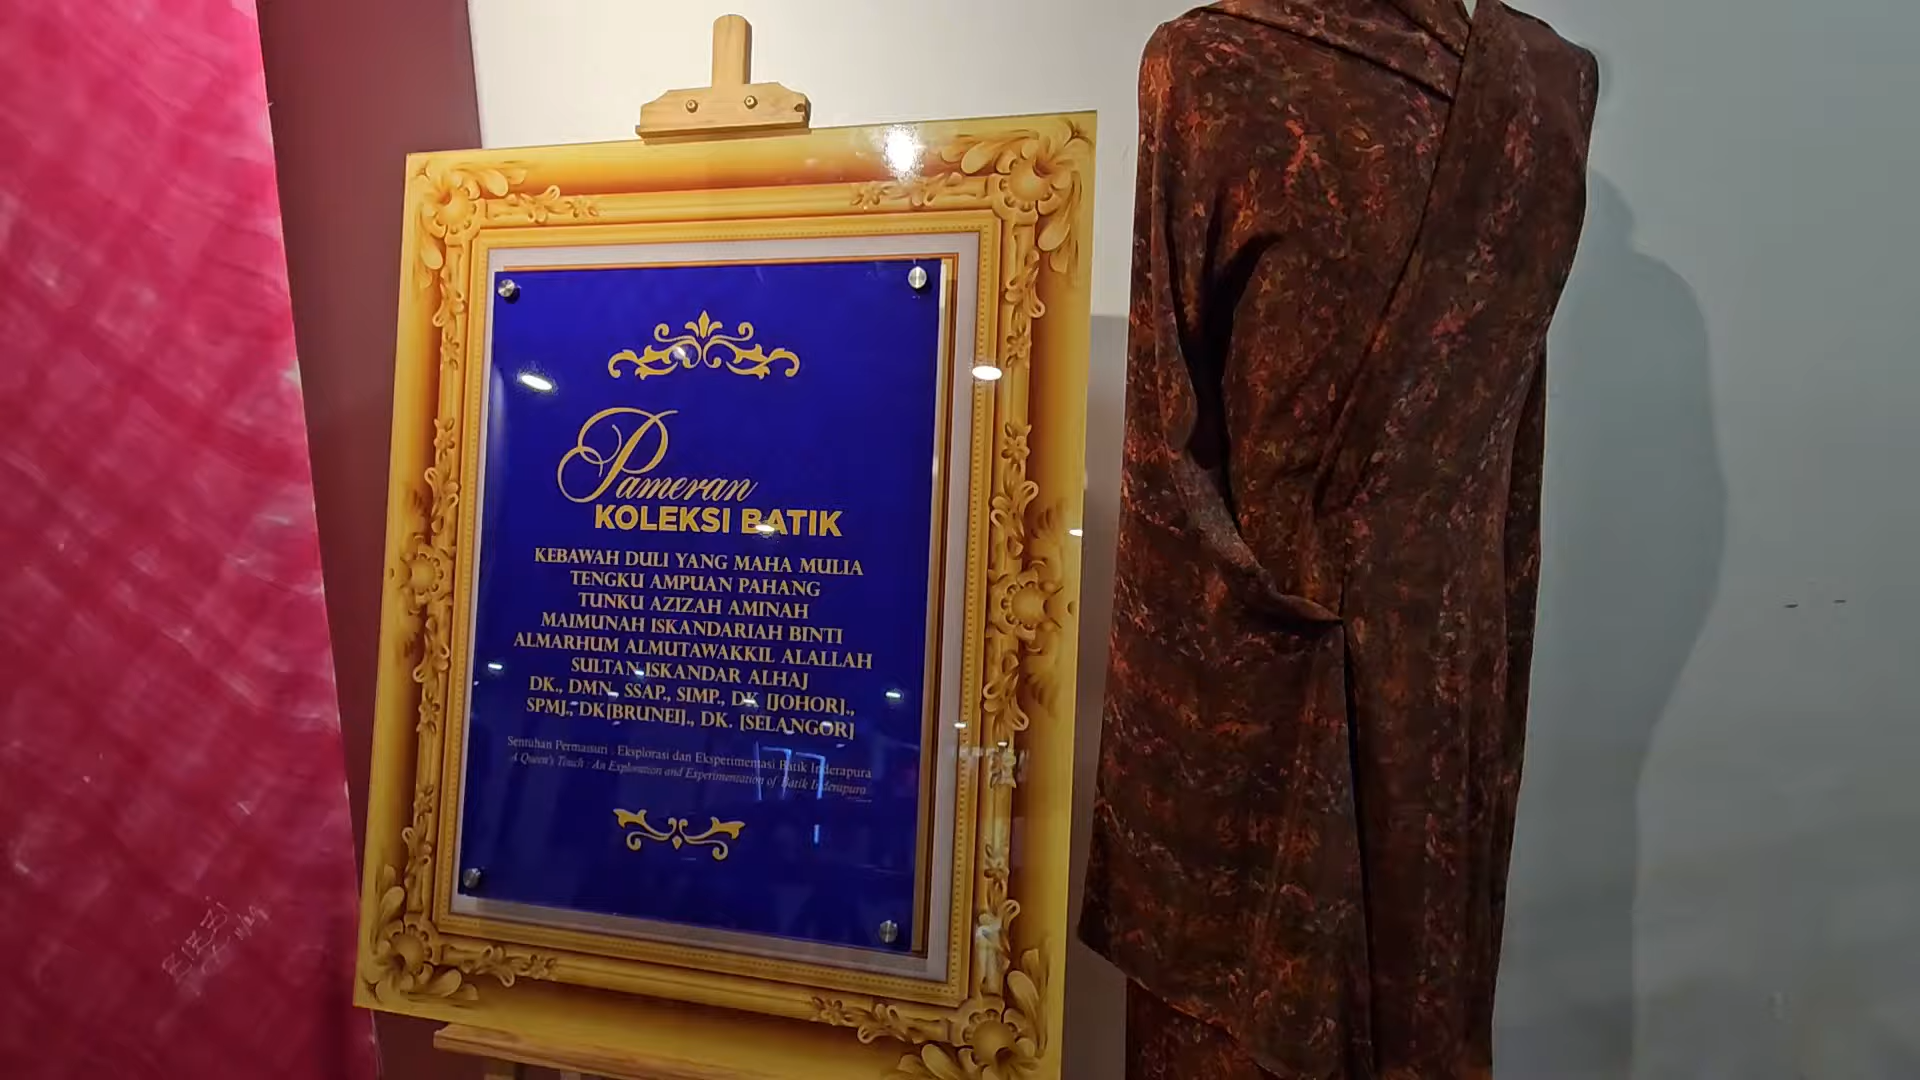 Pameran
KOLEKSI BATIK
KEBAWAH DULI YANG MAHA MULIA
TENGKU AMPUAN PAHANG
TUNKU AZIZAH AMINAH
MAIMUNAH ISKANDARIAH BINTI
ALMARHUM ALMUTAWAKKIL ALALLAH
SULTAN ISKANDAR ALHAJ
DK., DMN., SSAP., SIMP., DK [JOHOR].,
SPMJ., DK[BRUNEI]., DK. [SELANGOR]
Sentuhan Permaisuri : Eksplorasi dan Eksperimentasi Batik Inderapura
A Queen's Touch : An Exploration and Experimentation of Batik Inderapura